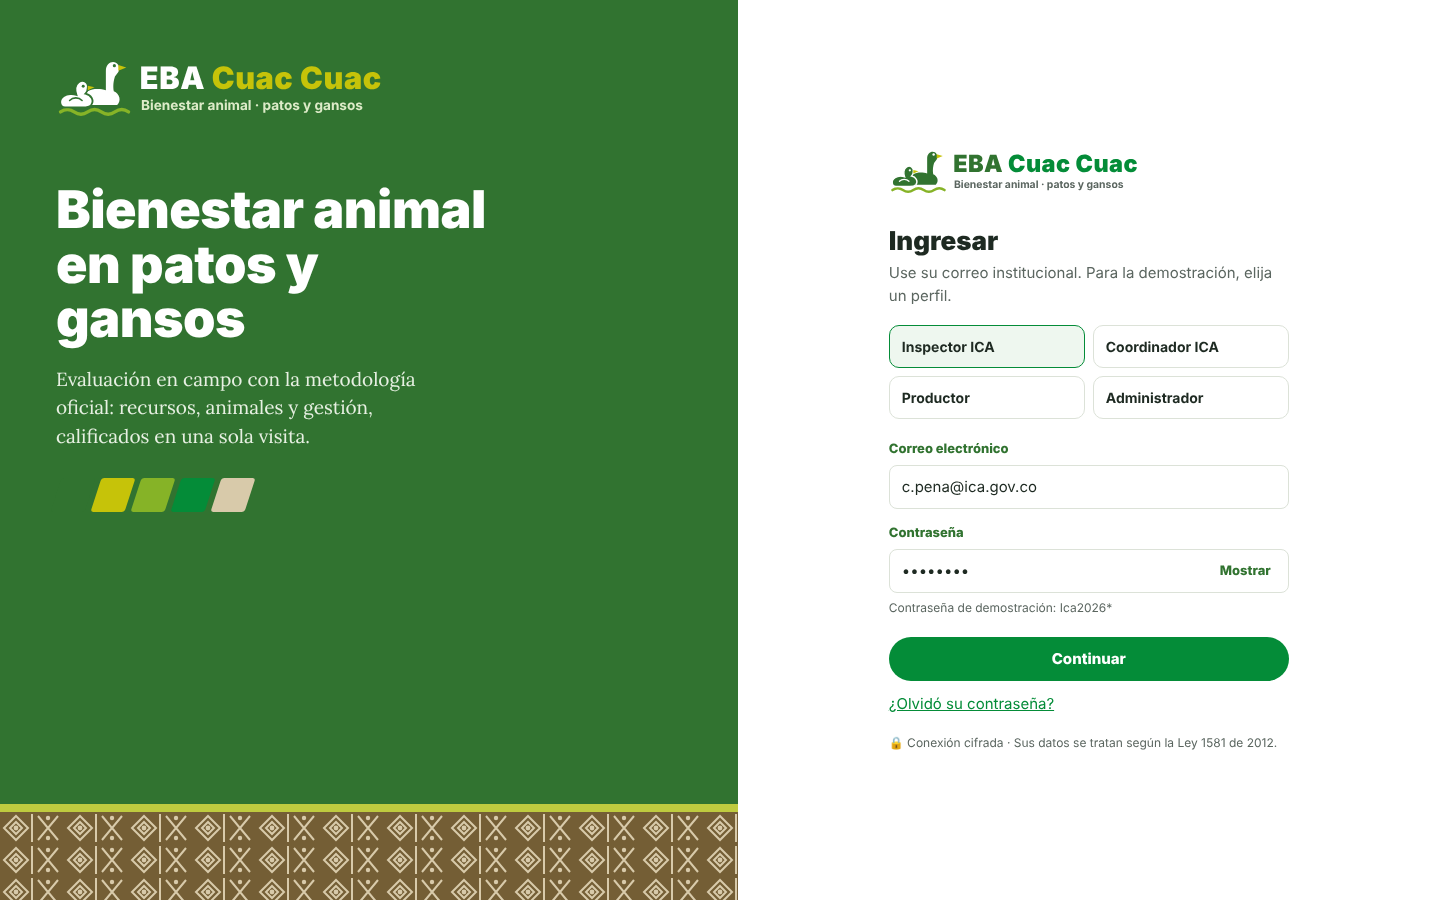 EBA Cuac Cuac
Bienestar animal · patos y gansos
Bienestar animal
en patos y
gansos
Evaluación en campo con la metodología
oficial: recursos, animales y gestión,
calificados en una sola visita.
EBA Cuac Cuac
Bienestar animal · patos y gansos
Ingresar
Use su correo institucional. Para la demostración, elija
un perfil.
Inspector ICA
Coordinador ICA
Productor
Administrador
Correo electrónico
c.pena@ica.gov.co
Contraseña
••••••••
Mostrar
Contraseña de demostración: Ica2026*
Continuar
¿Olvidó su contraseña?
🔒 Conexión cifrada · Sus datos se tratan según la Ley 1581 de 2012.